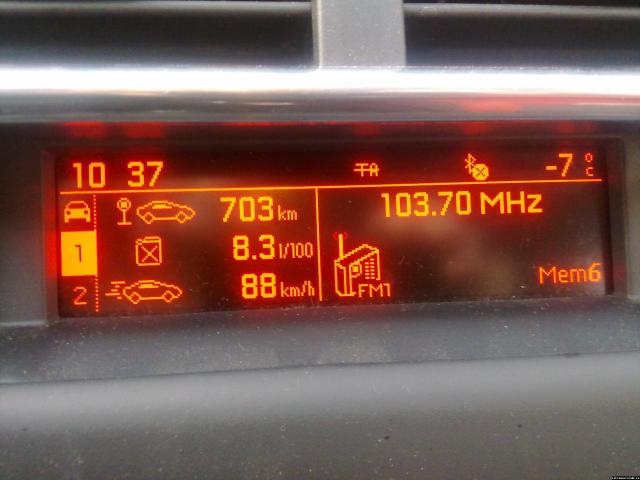 10 37 TA -7 °C
703 km 103.70 MHz
1 8.3 l/100
2 88 km/h FM1 Mem6